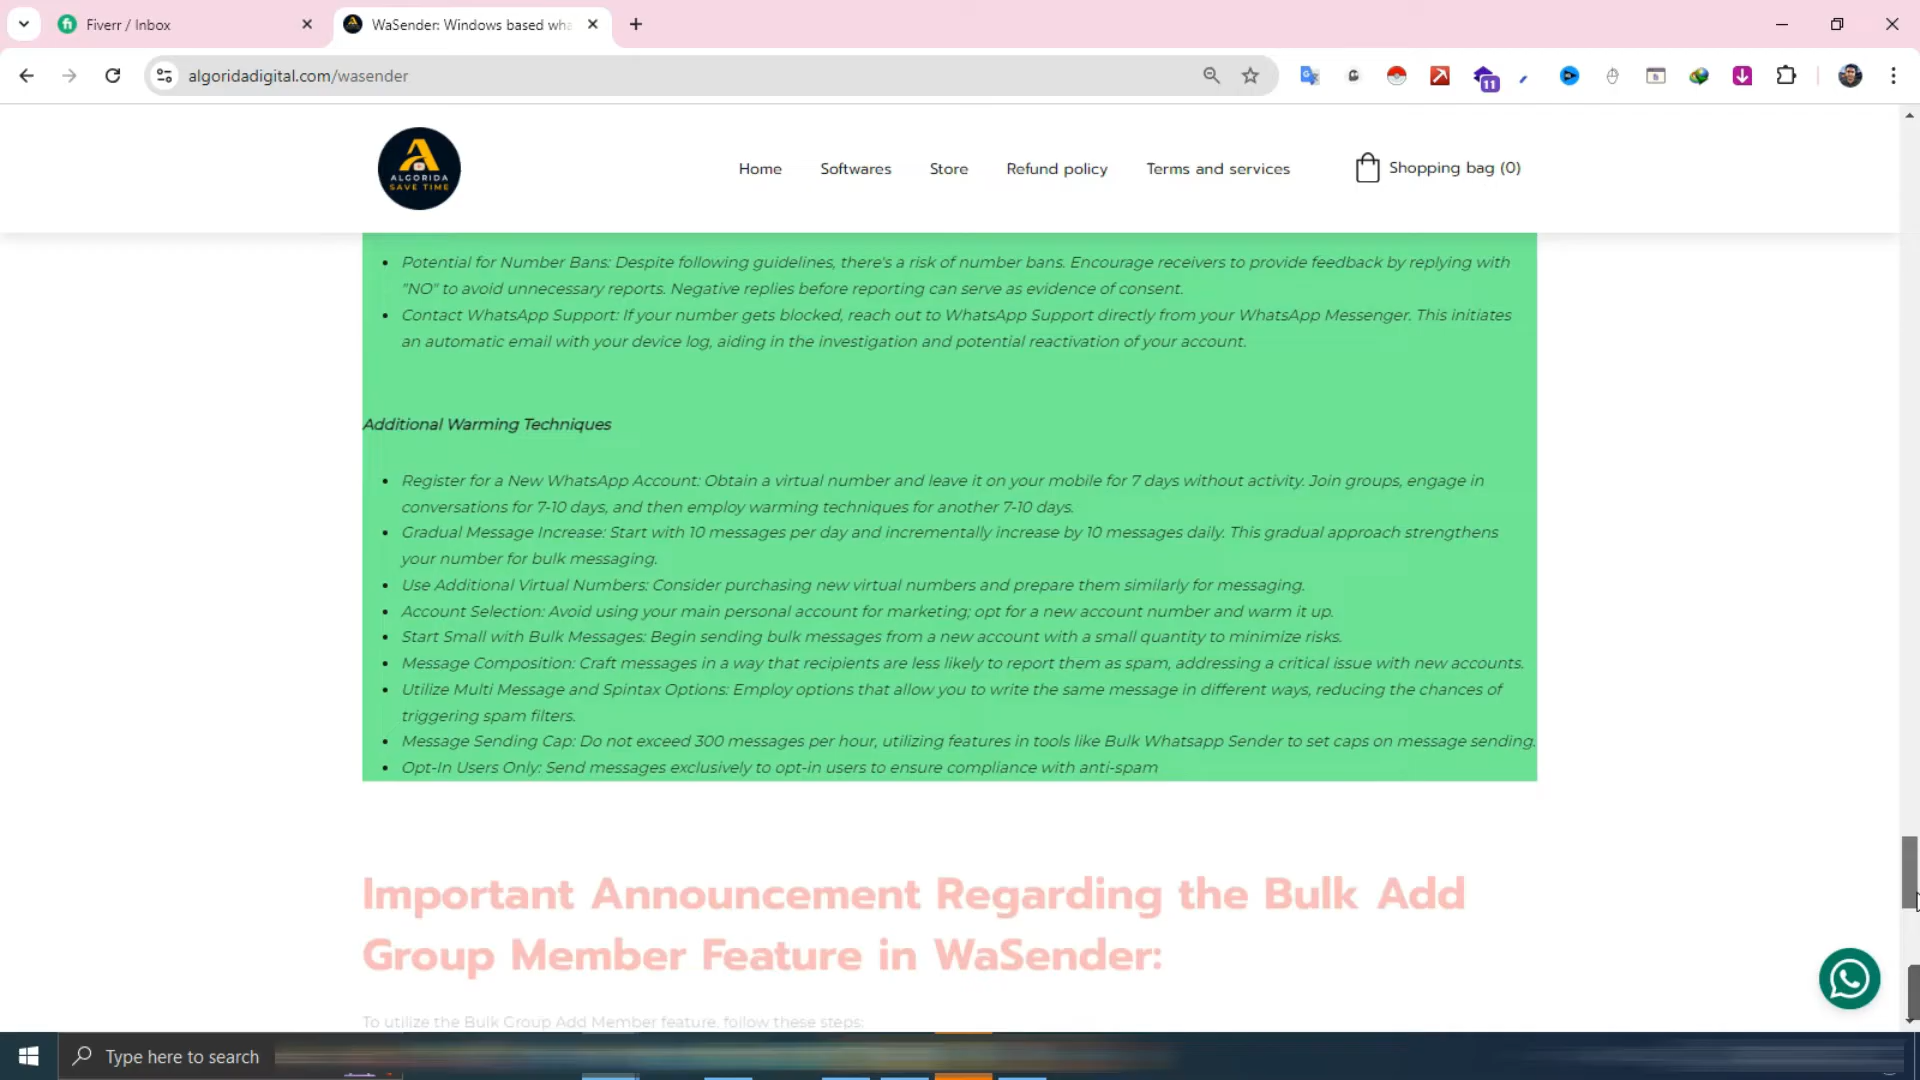 Fiverr / Inbox
WaSender: Windows based wha
algoridadigital.com/wasender
11
ALGORIDA
SAVE TIME
Home
Softwares
Store
Refund policy
Terms and services
Shopping bag (0)
Potential for Number Bans: Despite following guidelines, there's a risk of number bans. Encourage receivers to provide feedback by replying with
"NO" to avoid unnecessary reports. Negative replies before reporting can serve as evidence of consent.
Contact WhatsApp Support: If your number gets blocked, reach out to WhatsApp Support directly from your WhatsApp Messenger. This initiates
an automatic email with your device log, aiding in the investigation and potential reactivation of your account.
Additional Warming Techniques
Register for a New WhatsApp Account: Obtain a virtual number and leave it on your mobile for 7 days without activity. Join groups, engage in
conversations for 7-10 days, and then employ warming techniques for another 7-10 days.
Gradual Message Increase: Start with 10 messages per day and incrementally increase by 10 messages daily. This gradual approach strengthens
your number for bulk messaging.
Use Additional Virtual Numbers: Consider purchasing new virtual numbers and prepare them similarly for messaging.
Account Selection: Avoid using your main personal account for marketing; opt for a new account number and warm it up.
Start Small with Bulk Messages: Begin sending bulk messages from a new account with a small quantity to minimize risks.
Message Composition: Craft messages in a way that recipients are less likely to report them as spam, addressing a critical issue with new accounts.
Utilize Multi Message and Spintax Options: Employ options that allow you to write the same message in different ways, reducing the chances of
triggering spam filters.
Message Sending Cap: Do not exceed 300 messages per hour, utilizing features in tools like Bulk Whatsapp Sender to set caps on message sending.
Opt-In Users Only: Send messages exclusively to opt-in users to ensure compliance with anti-spam
Important Announcement Regarding the Bulk Add
Group Member Feature in WaSender:
To utilize the Bulk Group Add Member feature, follow these steps:
Type here to search